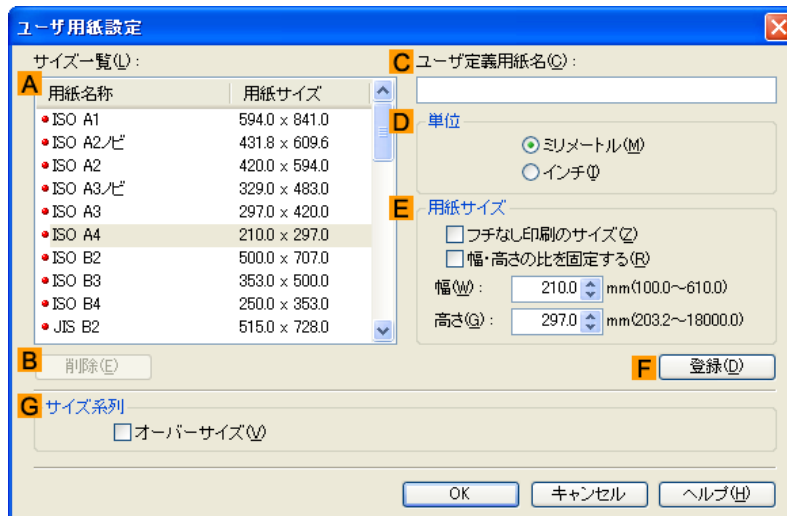 ユーザ用紙設定
サイズ一覧(L):
A
用紙名称 用紙サイズ
ISO A1 594.0 x 841.0
ISO A2ノビ 431.8 x 609.6
ISO A2 420.0 x 594.0
ISO A3ノビ 329.0 x 483.0
ISO A3 297.0 x 420.0
ISO A4 210.0 x 297.0
ISO B2 500.0 x 707.0
ISO B3 353.0 x 500.0
ISO B4 250.0 x 353.0
JIS B2 515.0 x 728.0
B 削除(E)
C ユーザ定義用紙名(C):
D 単位
ミリメートル(M)
インチ(I)
E 用紙サイズ
フチなし印刷のサイズ(Z)
幅・高さの比を固定する(R)
幅(W): 210.0 mm(100.0～610.0)
高さ(G): 297.0 mm(203.2～18000.0)
F 登録(D)
G サイズ系列
オーバーサイズ(V)
OK キャンセル ヘルプ(H)